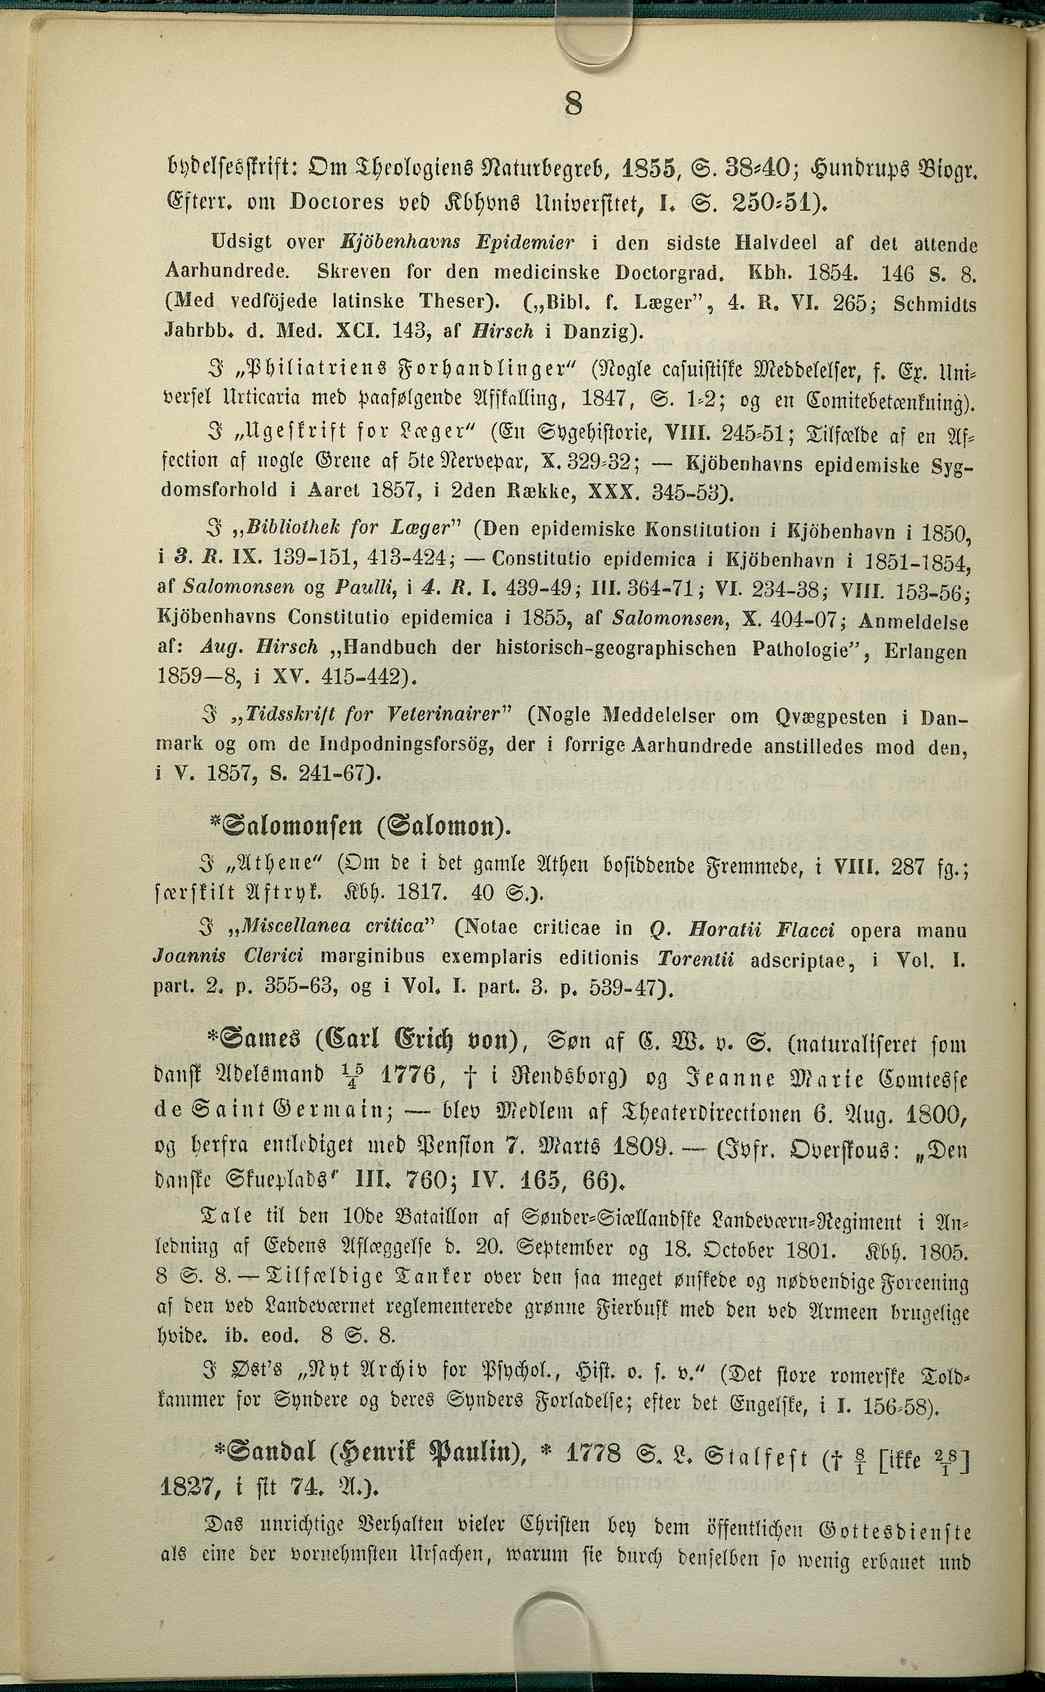 8
bydelsesskrift: Om Theologiens Naturbegreb, 1855, S. 38-40; Hundrups Biogr.
Efterr. om Doctores ved Kbhvns Universitet, I. S. 250-51).
Udsigt over Kjöbenhavns Epidemier i den sidste Halvdeel af det attende
Aarhundrede. Skreven for den medicinske Doctorgrad. Kbh. 1854. 146 S. 8.
(Med vedföjede latinske Theser). („Bibl. f. Læger”, 4. R. VI. 265; Schmidts
Jahrbb. d. Med. XCI. 143, af Hirsch i Danzig).
I „Philiatriens Forhandlinger“ (Nogle casuistiske Meddelelser, f. Ex. Uni-
versel Urticaria med paafølgende Afskalling, 1847, S. 1-2; og en Comitebetænkning).
I „Ugeskrift for Læger“ (En Sygehistorie, VIII. 245-51; Tilfælde af en Af-
fection af nogle Grene af 5te Nervepar, X. 329-32; — Kjöbenhavns epidemiske Syg-
domsforhold i Aaret 1857, i 2den Række, XXX. 345-53).
I „Bibliothek for Læger” (Den epidemiske Konstitution i Kjöbenhavn i 1850,
i 3. R. IX. 139-151, 413-424; — Constitutio epidemica i Kjöbenhavn i 1851-1854,
af Salomonsen og Paulli, i 4. R. I. 439-49; III. 364-71; VI. 234-38; VIII. 153-56;
Kjöbenhavns Constitutio epidemica i 1855, af Salomonsen, X. 404-07; Anmeldelse
af: Aug. Hirsch „Handbuch der historisch-geographischen Pathologie”, Erlangen
1859—8, i XV. 415-442).
I „Tidsskrift for Veterinairer” (Nogle Meddelelser om Qvægpesten i Dan-
mark og om de Indpodningsforsög, der i forrige Aarhundrede anstilledes mod den,
i V. 1857, S. 241-67).
*Salomonsen (Salomon).
I „Athene“ (Om de i det gamle Athen bosiddende Fremmede, i VIII. 287 fg.;
særskilt Aftryk. Kbh. 1817. 40 S.).
I „Miscellanea critica” (Notae criticae in Q. Horatii Flacci opera manu
Joannis Clerici marginibus exemplaris editionis Torentii adscriptae, i Vol. I.
part. 2. p. 355-63, og i Vol. I. part. 3. p. 539-47).
*Sames (Carl Erich von), Søn af C. W. v. S. (naturaliseret som
dansk Adelsmand 15/4 1776, † i Rendsborg) og Jeanne Marie Comtesse
de Saint Germain; — blev Medlem af Theaterdirectionen 6. Aug. 1800,
og herfra entlediget med Pension 7. Marts 1809. — (Jvfr. Overskous: „Den
danske Skueplads“ III. 760; IV. 165, 66).
Tale til den 10de Bataillon af Sønder-Siællandske Landeværn-Regiment i An-
ledning af Eedens Aflæggelse d. 20. September og 18. October 1801. Kbh. 1805.
8 S. 8. — Tilfældige Tanker over den saa meget ønskede og nødvendige Foreening
af den ved Landeværnet reglementerede grønne Fierbusk med den ved Armeen brugelige
hvide. ib. eod. 8 S. 8.
I Øst's „Nyt Archiv for Psychol., Hist. o. s. v.“ (Det store romerske Told-
kammer for Syndere og deres Synders Forladelse; efter det Engelske, i I. 156-58).
*Sandal (Henrik Paulin), * 1778 S. L. Stalfest († 8/1 [ikke 28/1]
1827, i sit 74. A.).
Das unrichtige Verhalten vieler Christen bey dem öffentlichen Gottesdienste
als eine der vornehmsten Ursachen, warum sie durch denselben so wenig erbauet und